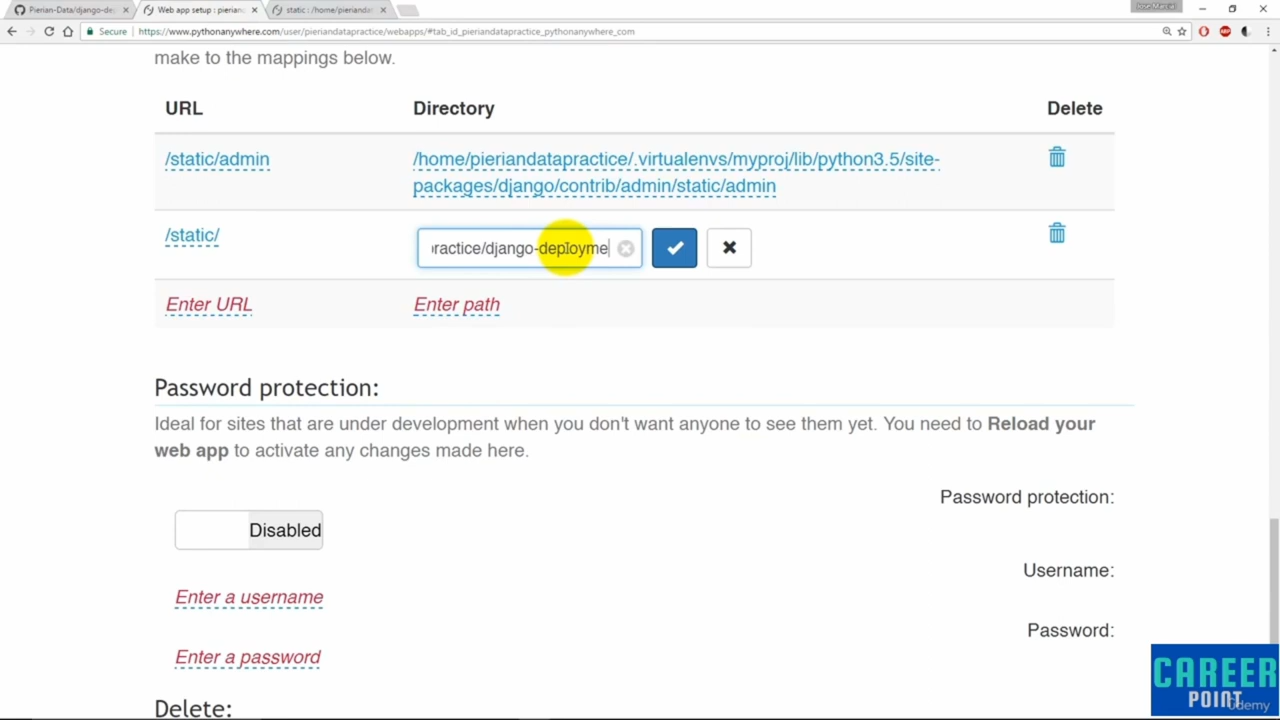 Pierian-Data/django-de
Web app setup : pierian
static : /home/pieriandat
Jose Marcial
Secure
https://www.pythonanywhere.com/user/pieriandatapractice/webapps/#tab_id_pieriandatapractice_pythonanywhere_com
make to the mappings below.
URL Directory Delete
/static/admin /home/pieriandatapractice/.virtualenvs/myproj/lib/python3.5/site-
packages/django/contrib/admin/static/admin
/static/ ractice/django-deployme
Enter URL Enter path
Password protection:
Ideal for sites that are under development when you don't want anyone to see them yet. You need to Reload your
web app to activate any changes made here.
Password protection:
Disabled
Username:
Enter a username
Password:
Enter a password
Delete:
CAREER
POINT
ûdemy